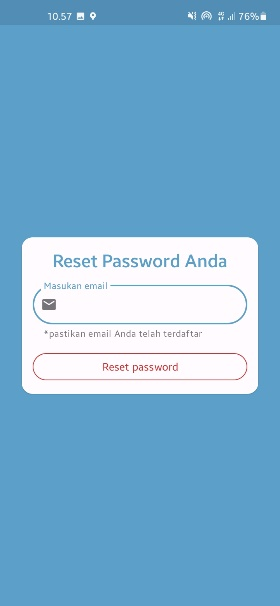 10.57 76%
Reset Password Anda
Masukan email
*pastikan email Anda telah terdaftar
Reset password